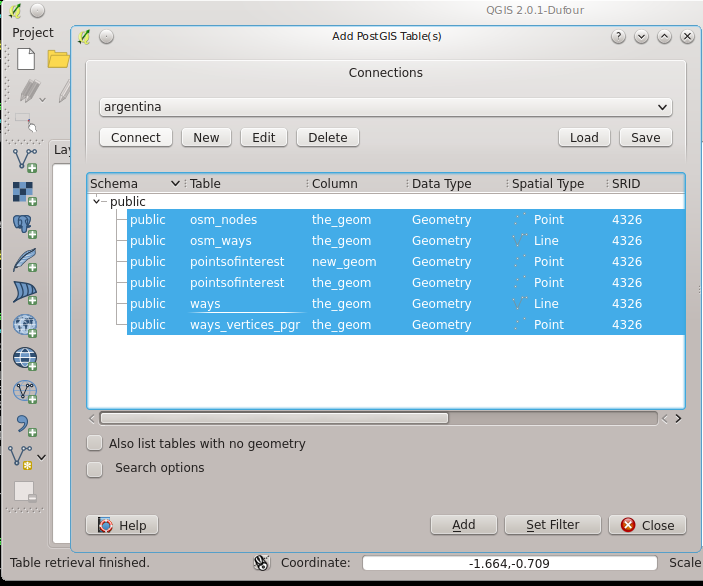 QGIS 2.0.1-Dufour
Project
Add PostGIS Table(s)
?
Connections
argentina
Connect New Edit Delete Load Save
Schema Table Column Data Type Spatial Type SRID
public
public osm_nodes the_geom Geometry Point 4326
public osm_ways the_geom Geometry Line 4326
public pointsofinterest new_geom Geometry Point 4326
public pointsofinterest the_geom Geometry Point 4326
public ways the_geom Geometry Line 4326
public ways_vertices_pgr the_geom Geometry Point 4326
Also list tables with no geometry
Search options
Help Add Set Filter Close
Lay
Table retrieval finished. Coordinate: -1.664,-0.709 Scale